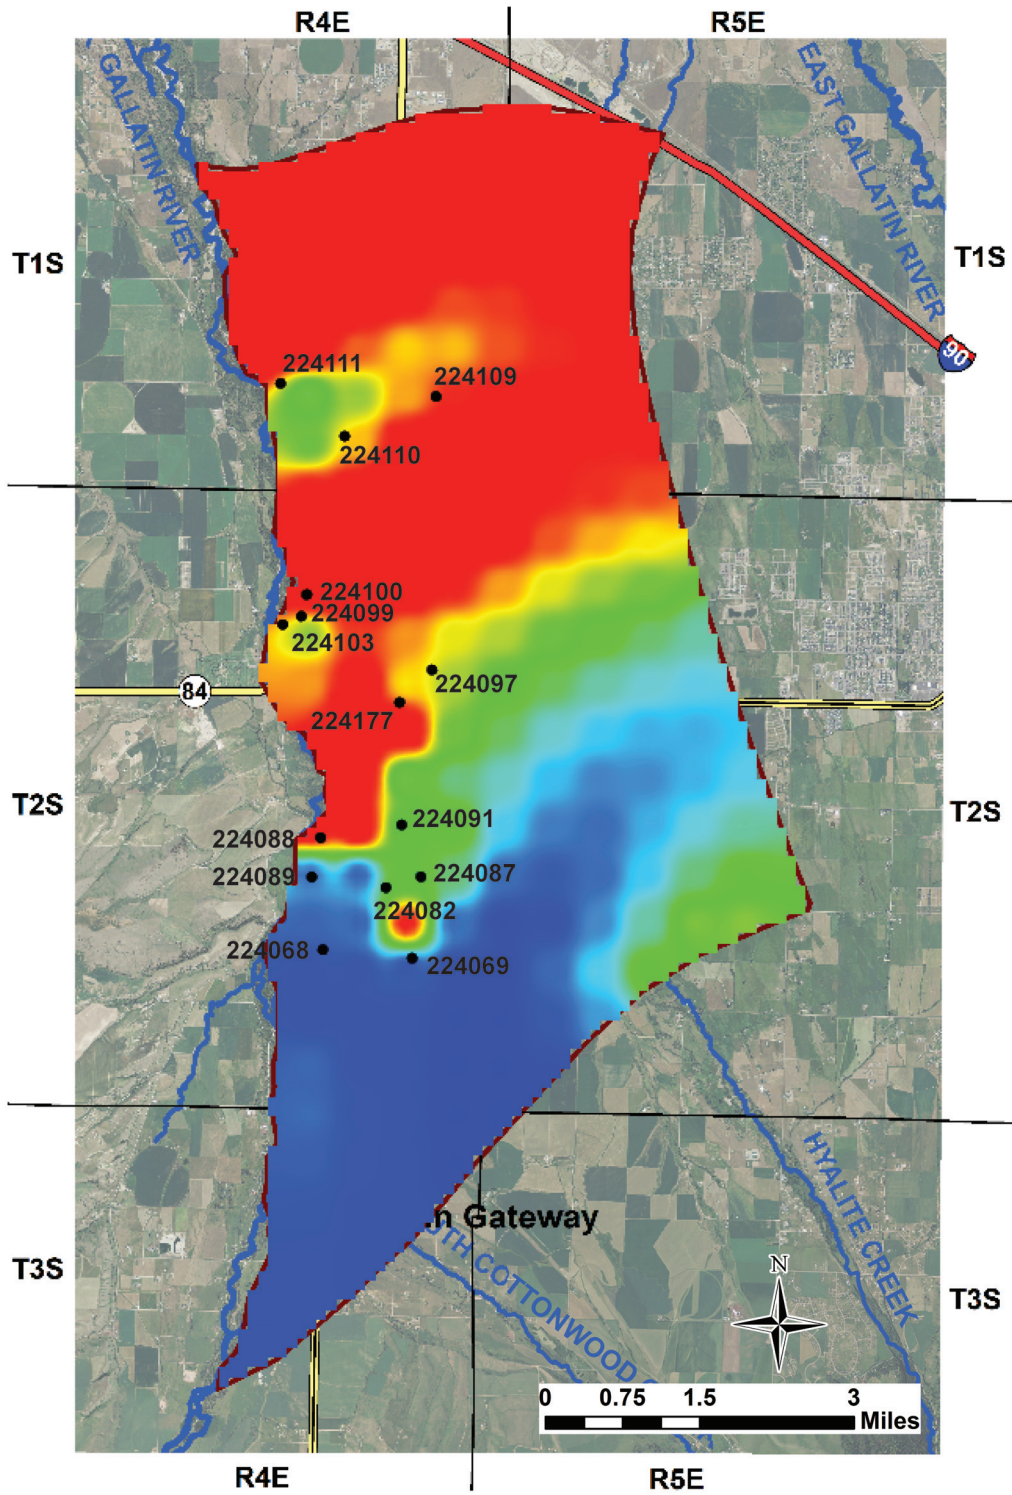 R4E
R5E
GALLATIN RIVER
EAST GALLATIN RIVER
T1S
T1S
90
224111
224109
224110
224100
224099
224103
224097
84
224177
T2S
T2S
224091
224088
224087
224089
224082
224068
224069
.n Gateway
TH COTTONWOOD
HYALITE CREEK
T3S
T3S
N
0 0.75 1.5 3
Miles
R4E
R5E